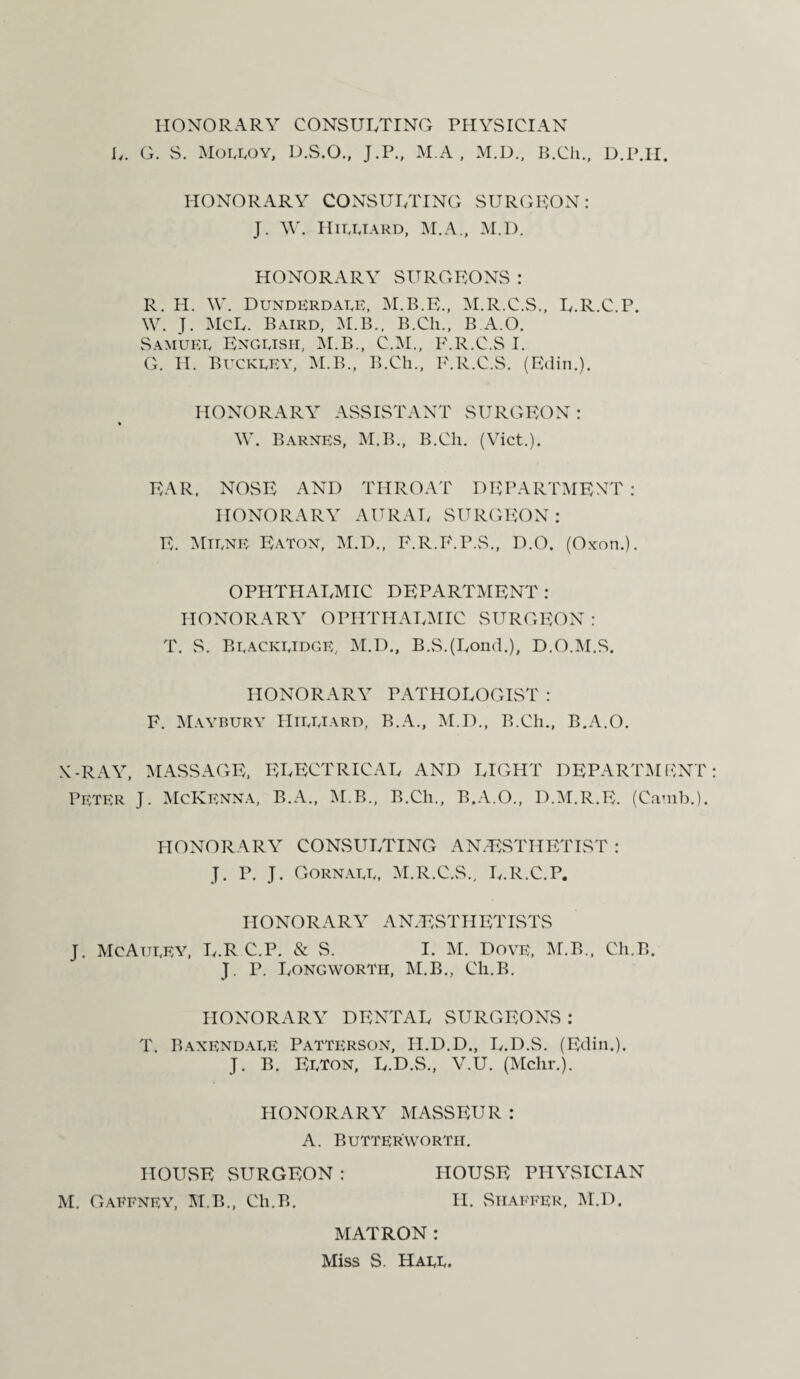 HONORARY CONSULTING PHYSICIAN
L. G. S. MOLLOY, D.S.O., J.P., M.A , M.D., B.Ch., D.P.H.
HONORARY CONSULTING SURGEON:
J. W. HILLIARD, M.A., M.D.
HONORARY SURGEONS :
R. H. W. DUNDERDALE, M.B.E., M.R.C.S., L.R.C.P.
W. J. McL. BAIRD, M.B., B.Ch., B.A.O.
SAMUEL ENGLISH, M.B., C.M., F.R.C.S I.
G. H. BUCKLEY, M.B., B.Ch., F.R.C.S. (Edin.).
HONORARY ASSISTANT SURGEON :
W. BARNES, M.B., B.Ch. (Vict.).
EAR, NOSE AND THROAT DEPARTMENT :
HONORARY AURAL SURGEON :
E. MILNE EATON, M.D., F.R.F.P.S., D.O. (Oxon.).
OPHTHALMIC DEPARTMENT :
HONORARY OPHTHALMIC SURGEON :
T. S. BLACKLIDGE, M.D., B.S.(Lond.), D.O.M.S.
HONORARY PATHOLOGIST :
F. MAYBURY HILLIARD, B.A., M.D., B.Ch., B.A.O.
X-RAY, MASSAGE, ELECTRICAL AND LIGHT DEPARTMENT:
PETER J. McKENNA, B.A., M.B., B.Ch., B.A.O., D.M.R.E. (Camb.).
HONORARY CONSULTING ANÆSTHETIST :
J. P. J. GORNALL, M.R.C.S., L.R.C.P.
HONORARY ANÆSTHETISTS
J. McAULEY, L.R C.P. & S. I. M. DOVE, M.B., Ch.B.
J. P. LONGWORTH, M.B., Ch.B.
HONORARY DENTAL SURGEONS :
T. BAXENDALE PATTERSON, H.D.D., L.D.S. (Edin.).
J. B. ELTON, L.D.S., V.U. (Mchr.).
HONORARY MASSEUR :
A. BUTTERWORTH.
HOUSE SURGEON : HOUSE PHYSICIAN
M. GAFFNEY, M.B., Ch.B. H. SHAFFER, M.D.
MATRON :
Miss S. HALL.